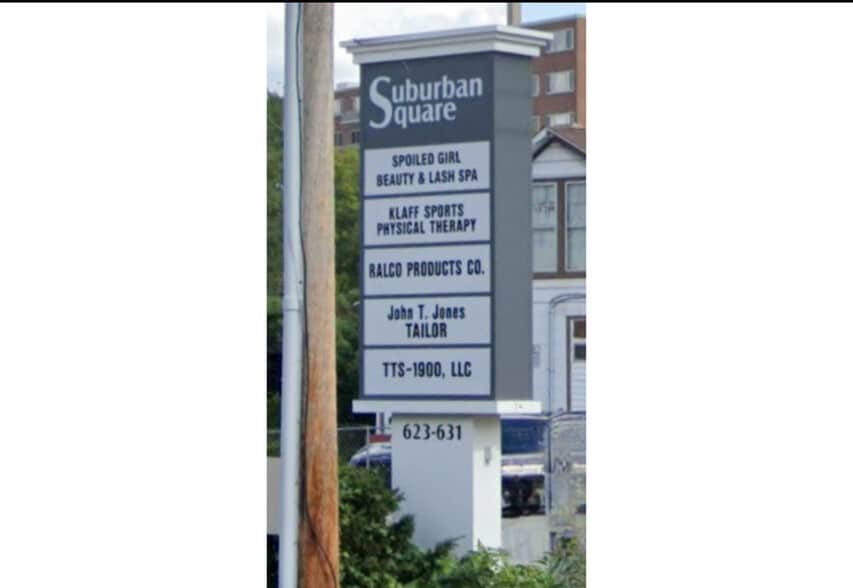 Suburban
Square
SPOILED GIRL
BEAUTY & LASH SPA
KLAFF SPORTS
PHYSICAL THERAPY
RALCO PRODUCTS CO.
John T. Jones
TAILOR
TTS-1900, LLC
623-631